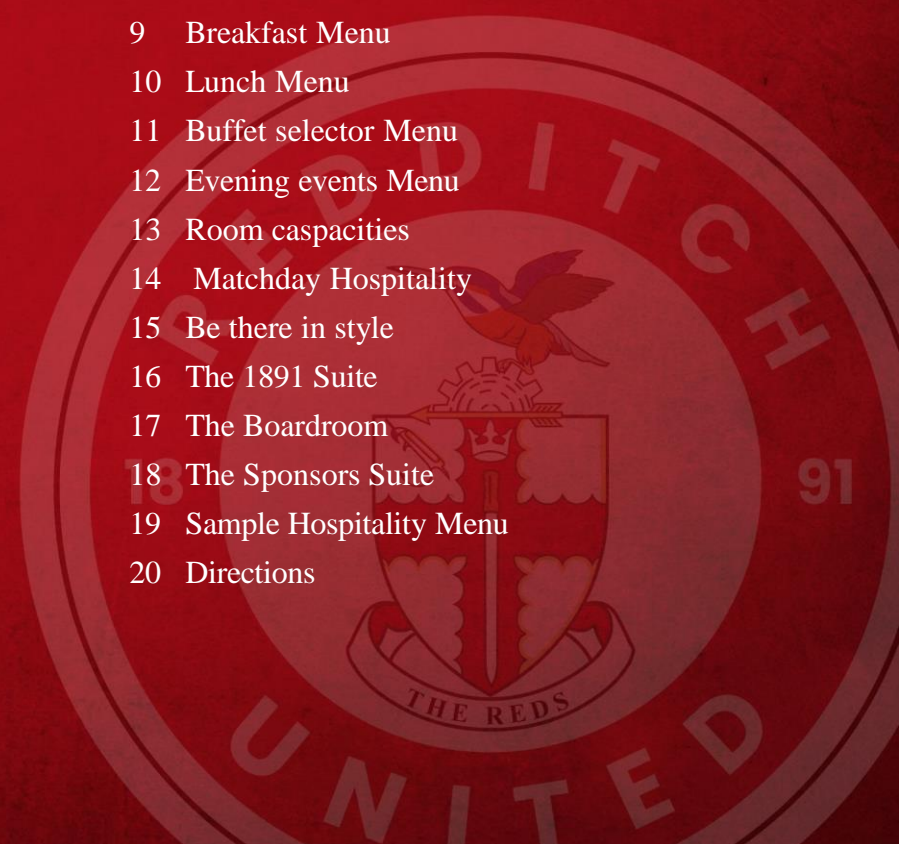 9 Breakfast Menu
10 Lunch Menu
11 Buffet selector Menu
12 Evening events Menu
13 Room caspacities
14 Matchday Hospitality
15 Be there in style
16 The 1891 Suite
17 The Boardroom
18 The Sponsors Suite
19 Sample Hospitality Menu
20 Directions
REDDITCH
18 91
THE REDS
UNITED